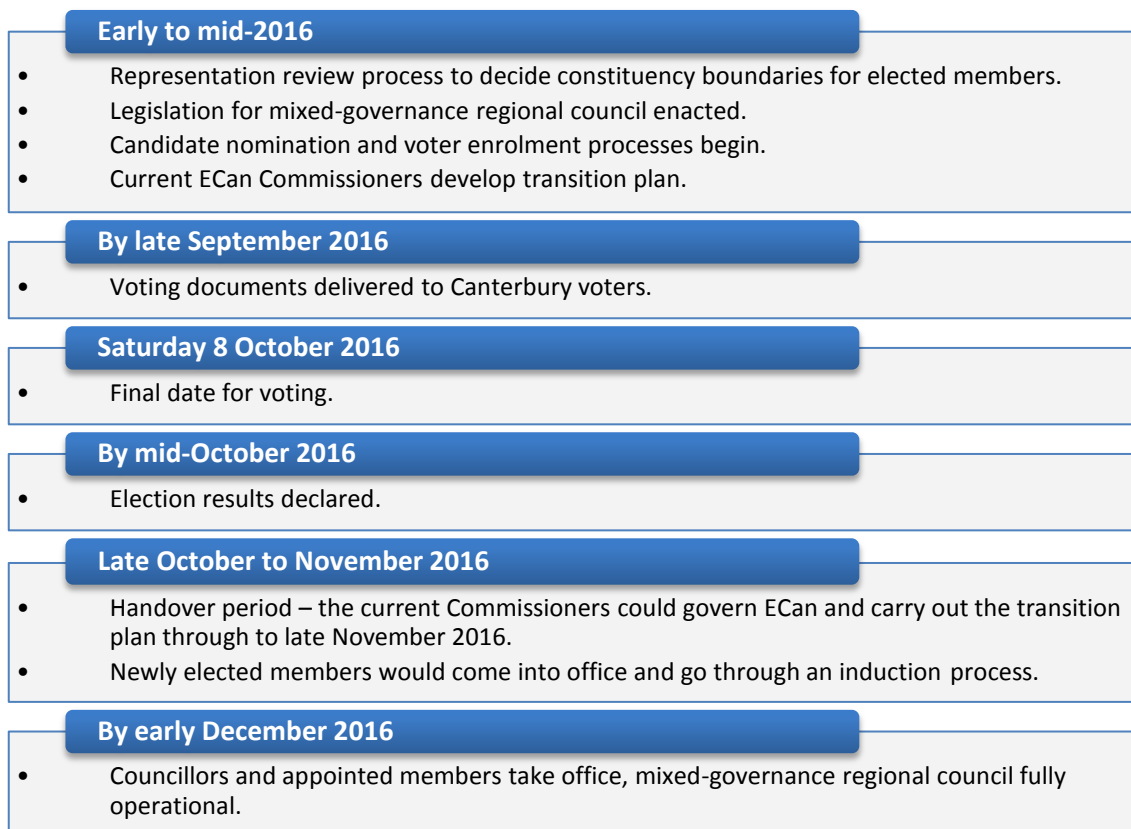 Early to mid-2016
• Representation review process to decide constituency boundaries for elected members.
• Legislation for mixed-governance regional council enacted.
• Candidate nomination and voter enrolment processes begin.
• Current ECan Commissioners develop transition plan.
By late September 2016
• Voting documents delivered to Canterbury voters.
Saturday 8 October 2016
• Final date for voting.
By mid-October 2016
• Election results declared.
Late October to November 2016
• Handover period – the current Commissioners could govern ECan and carry out the transition
plan through to late November 2016.
• Newly elected members would come into office and go through an induction process.
By early December 2016
• Councillors and appointed members take office, mixed-governance regional council fully
operational.